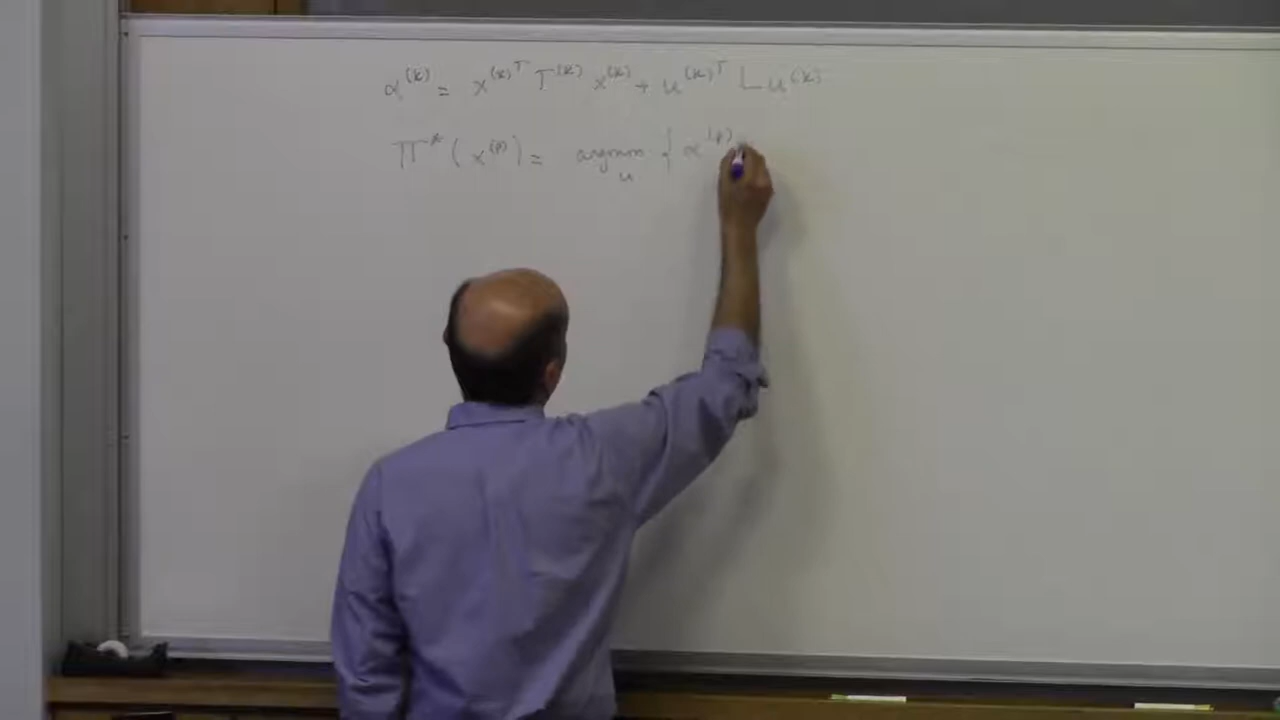 α^(k) = x^(k)ᵀ T^(k) x^(k) + u^(k)ᵀ L u^(k)
Π* ( x^(p) ) = argmin_u { α^(p)